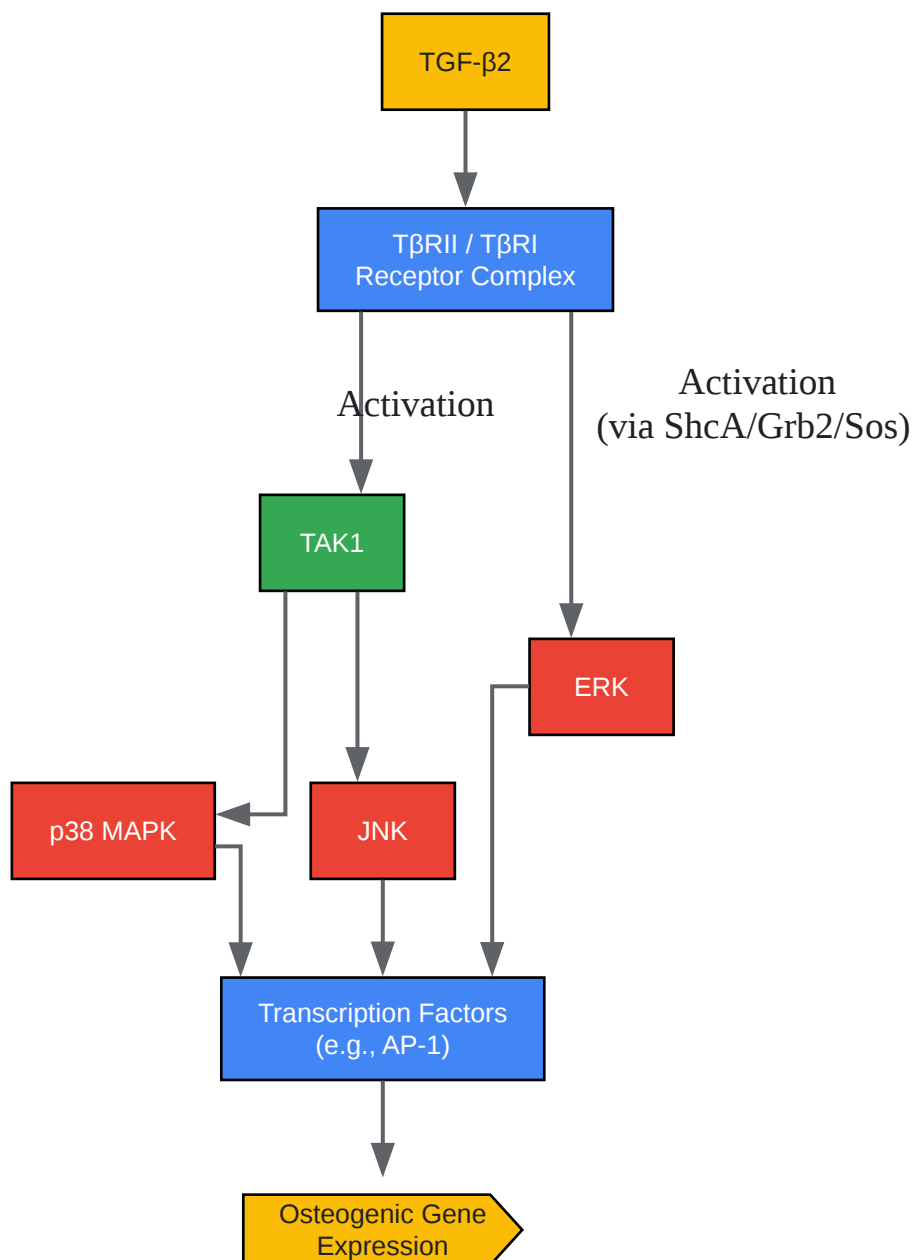 TGF-β2
TβRII / TβRI
Receptor Complex
Activation
Activation
(via ShcA/Grb2/Sos)
TAK1
ERK
p38 MAPK
JNK
Transcription Factors
(e.g., AP-1)
Osteogenic Gene
Expression